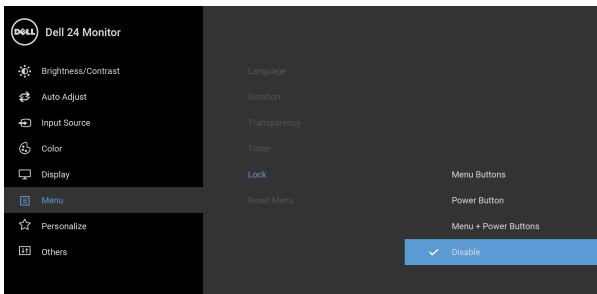 DELL Dell 24 Monitor
Brightness/Contrast Language
Auto Adjust Rotation
Input Source Transparency
Color Timer
Display Lock Menu Buttons
Menu Reset Menu Power Button
Personalize Menu + Power Buttons
Others Disable